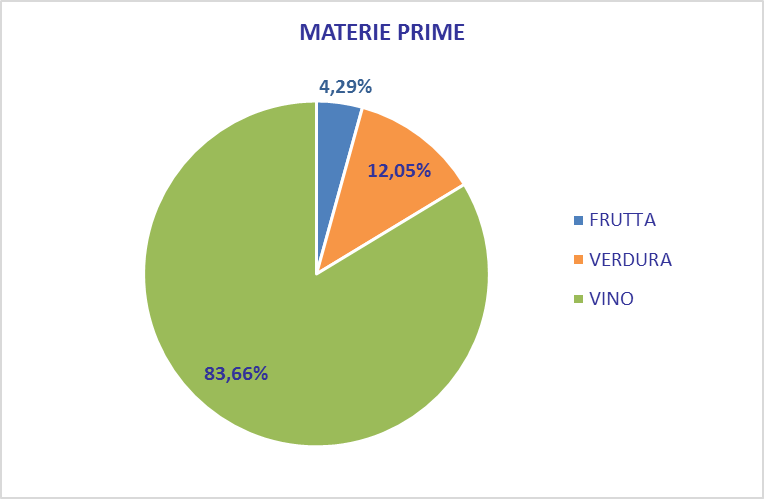 MATERIE PRIME
4,29%
12,05%
83,66%
FRUTTA
VERDURA
VINO